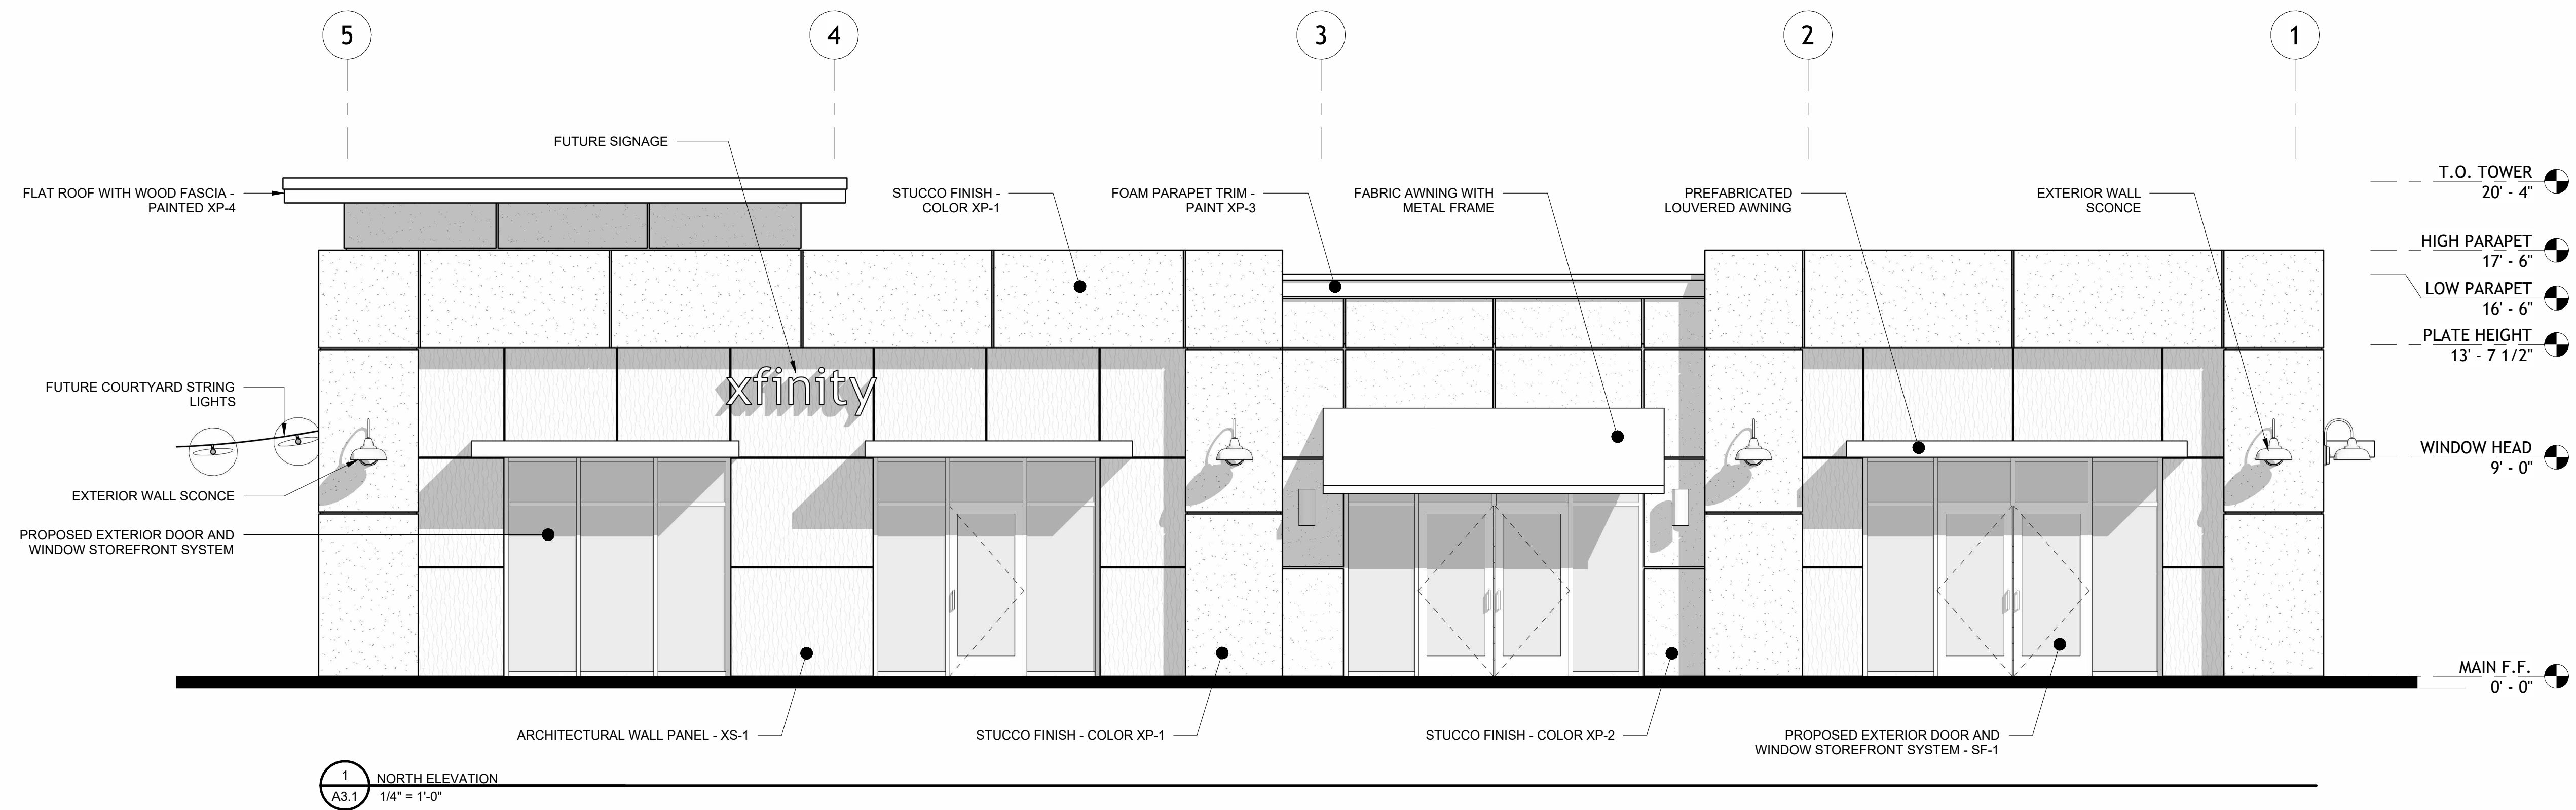 5
4
3
2
1
FUTURE SIGNAGE
FLAT ROOF WITH WOOD FASCIA -
PAINTED XP-4
STUCCO FINISH -
COLOR XP-1
FOAM PARAPET TRIM -
PAINT XP-3
FABRIC AWNING WITH
METAL FRAME
PREFABRICATED
LOUVERED AWNING
EXTERIOR WALL
SCONCE
T.O. TOWER
20' - 4"
HIGH PARAPET
17' - 6"
LOW PARAPET
16' - 6"
PLATE HEIGHT
13' - 7 1/2"
WINDOW HEAD
9' - 0"
MAIN F.F.
0' - 0"
xfinity
FUTURE COURTYARD STRING
LIGHTS
EXTERIOR WALL SCONCE
PROPOSED EXTERIOR DOOR AND
WINDOW STOREFRONT SYSTEM
ARCHITECTURAL WALL PANEL - XS-1
STUCCO FINISH - COLOR XP-1
STUCCO FINISH - COLOR XP-2
PROPOSED EXTERIOR DOOR AND
WINDOW STOREFRONT SYSTEM - SF-1
1
A3.1
NORTH ELEVATION
1/4" = 1'-0"